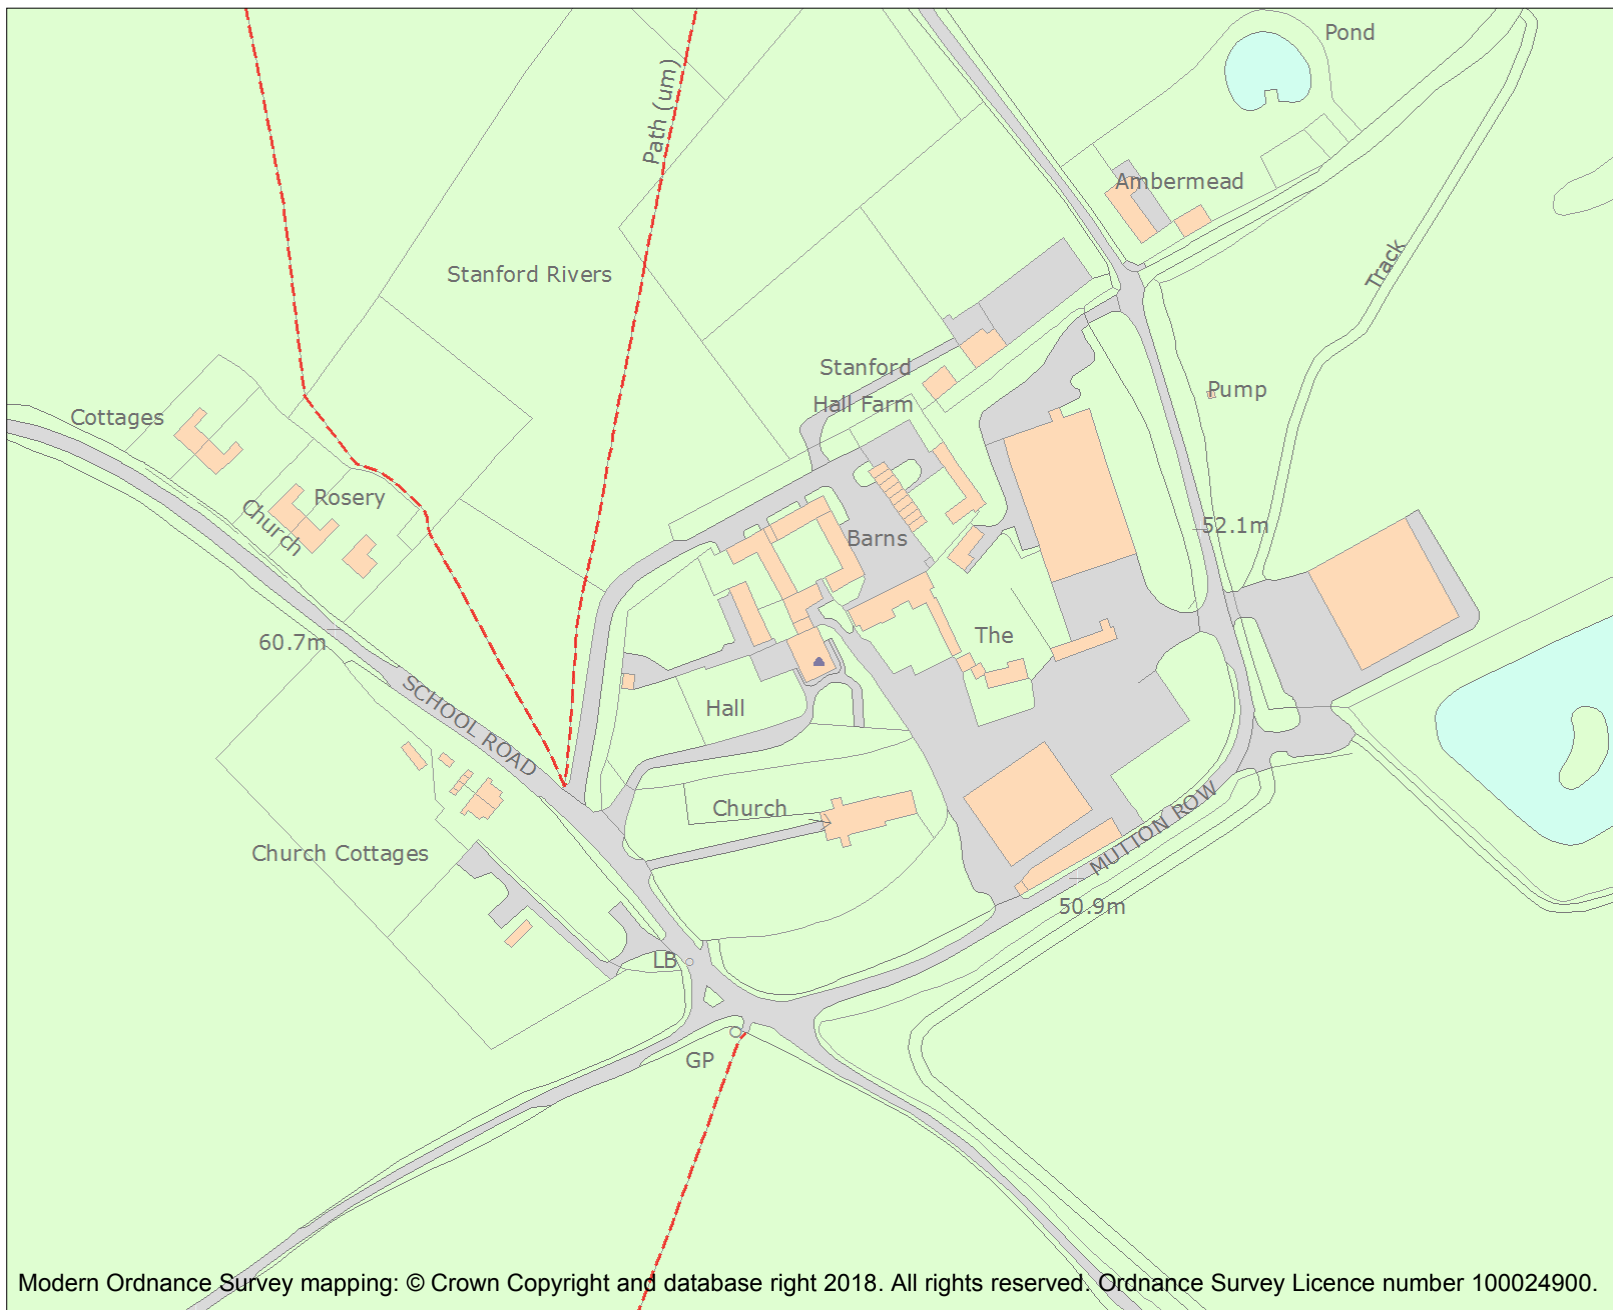 Pond
Path (um)
Ambermead
Track
Stanford Rivers
Stanford
Hall Farm
Pump
Cottages
Rosery
Church
52.1m
Barns
The
60.7m
SCHOOL ROAD
Hall
Church
MUTTON ROW
Church Cottages
50.9m
LB
GP
Modern Ordnance Survey mapping: © Crown Copyright and database right 2018. All rights reserved. Ordnance Survey Licence number 100024900.